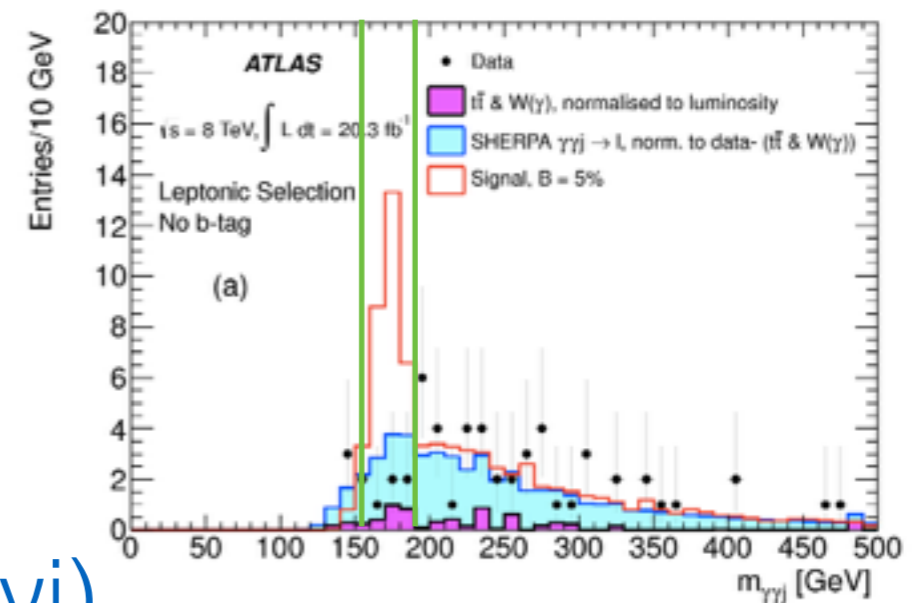 Entries/10 GeV
20
18
16
14
12
10
8
6
4
2
0
ATLAS
√s = 8 TeV, ∫ L dt = 20.3 fb⁻¹
Leptonic Selection
No b-tag
(a)
Data
tt̄ & W(γ), normalised to luminosity
SHERPA γγj → l, norm. to data- (tt̄ & W(γ))
Signal, B = 5%
0 50 100 150 200 250 300 350 400 450 500
mγγj [GeV]